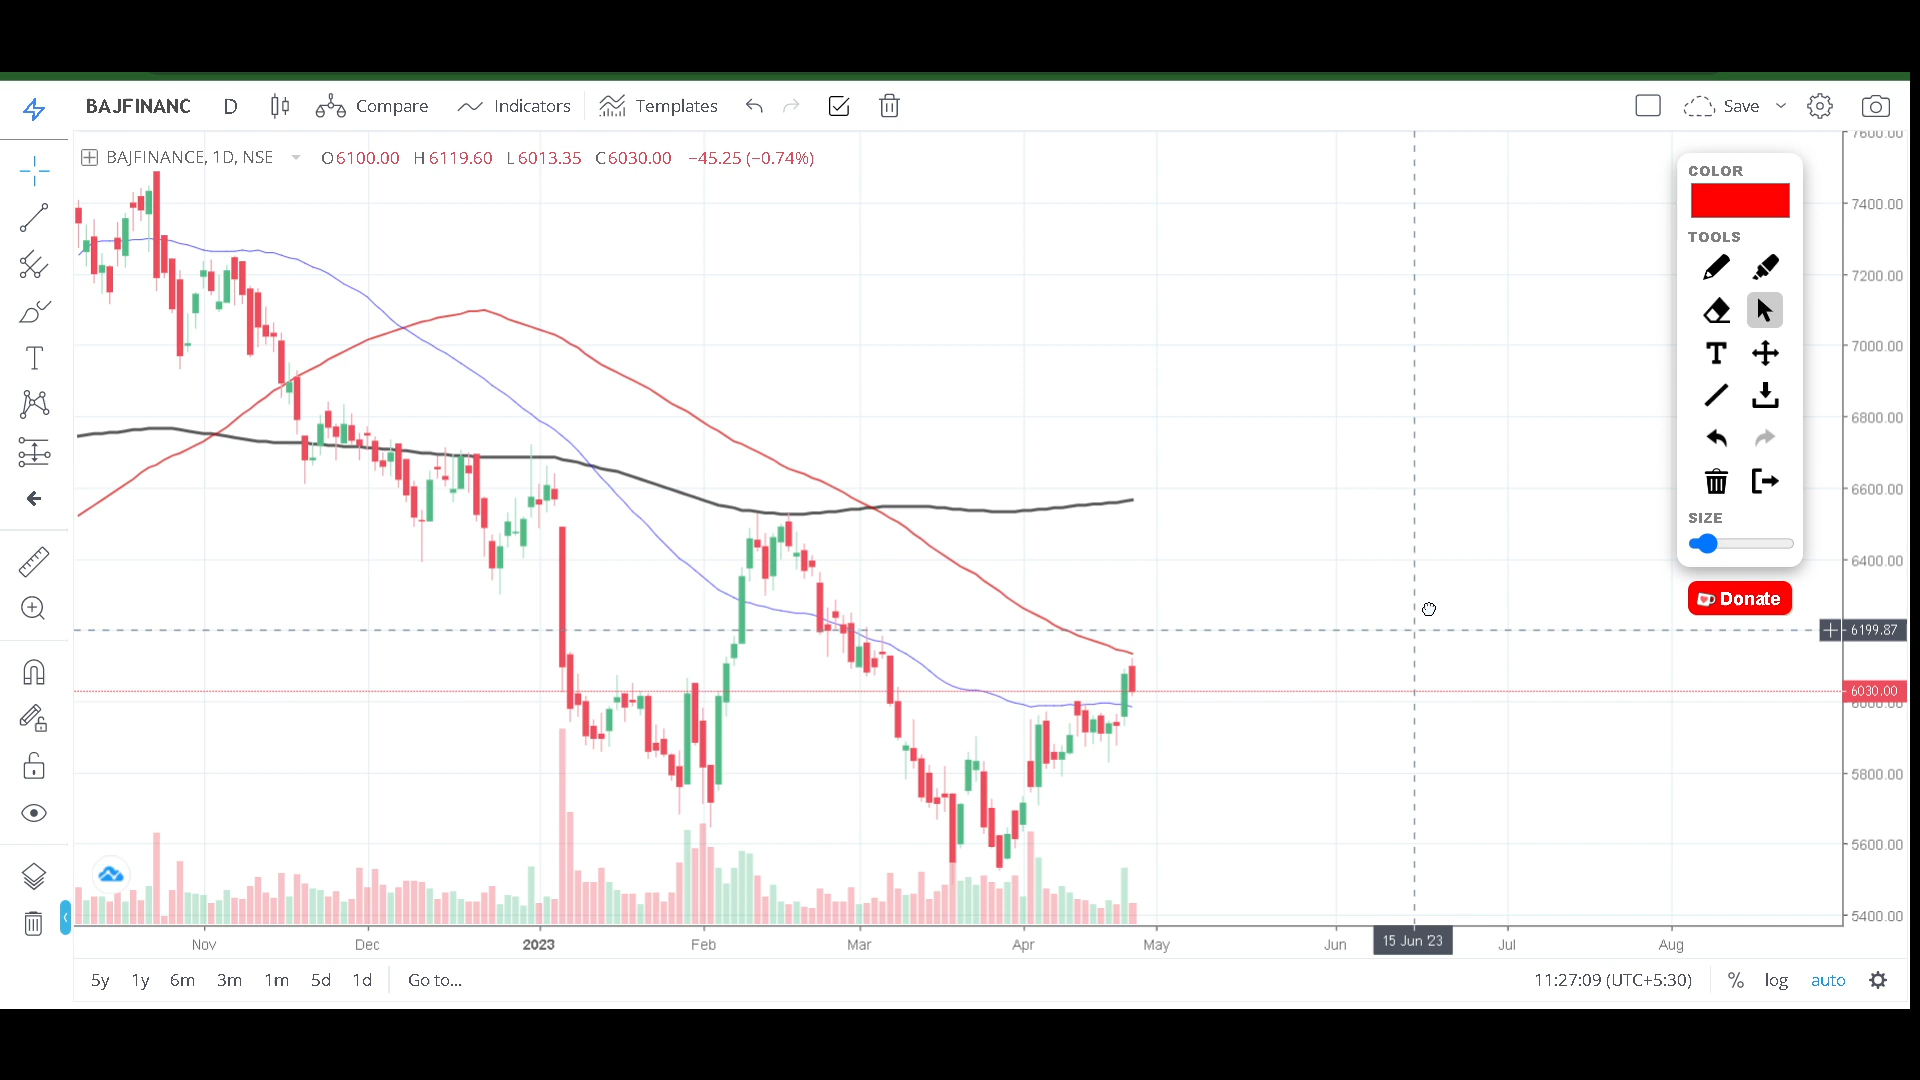 BAJFINANC D Compare Indicators Templates Save
BAJFINANCE, 1D, NSE O6100.00 H6119.60 L6013.35 C6030.00 −45.25 (−0.74%)
COLOR
TOOLS
T
SIZE
Donate
7600.00
7400.00
7200.00
7000.00
6800.00
6600.00
6400.00
6199.87
6030.00
6000.00
5800.00
5600.00
5400.00
Nov Dec 2023 Feb Mar Apr May Jun 15 Jun '23 Jul Aug
5y 1y 6m 3m 1m 5d 1d Go to... 11:27:09 (UTC+5:30) % log auto